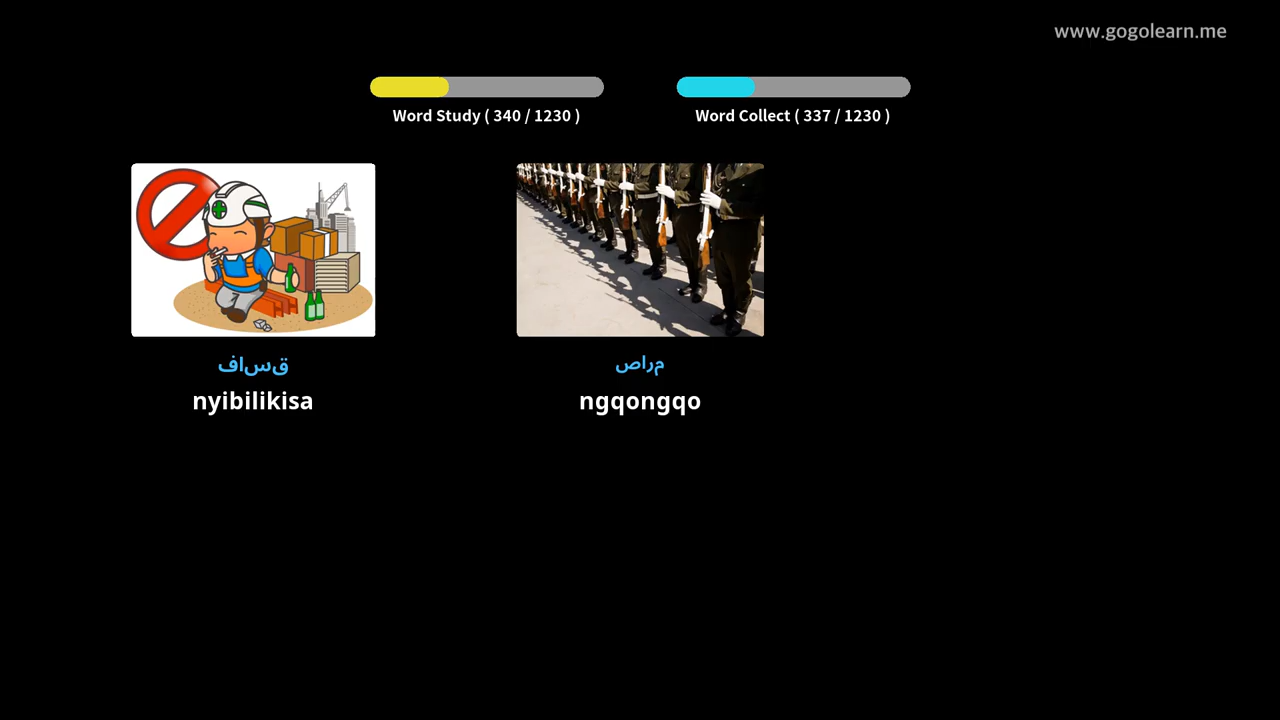 www.gogolearn.me
Word Study ( 340 / 1230 )
Word Collect ( 337 / 1230 )
قساف
nyibilikisa
مراص
ngqongqo